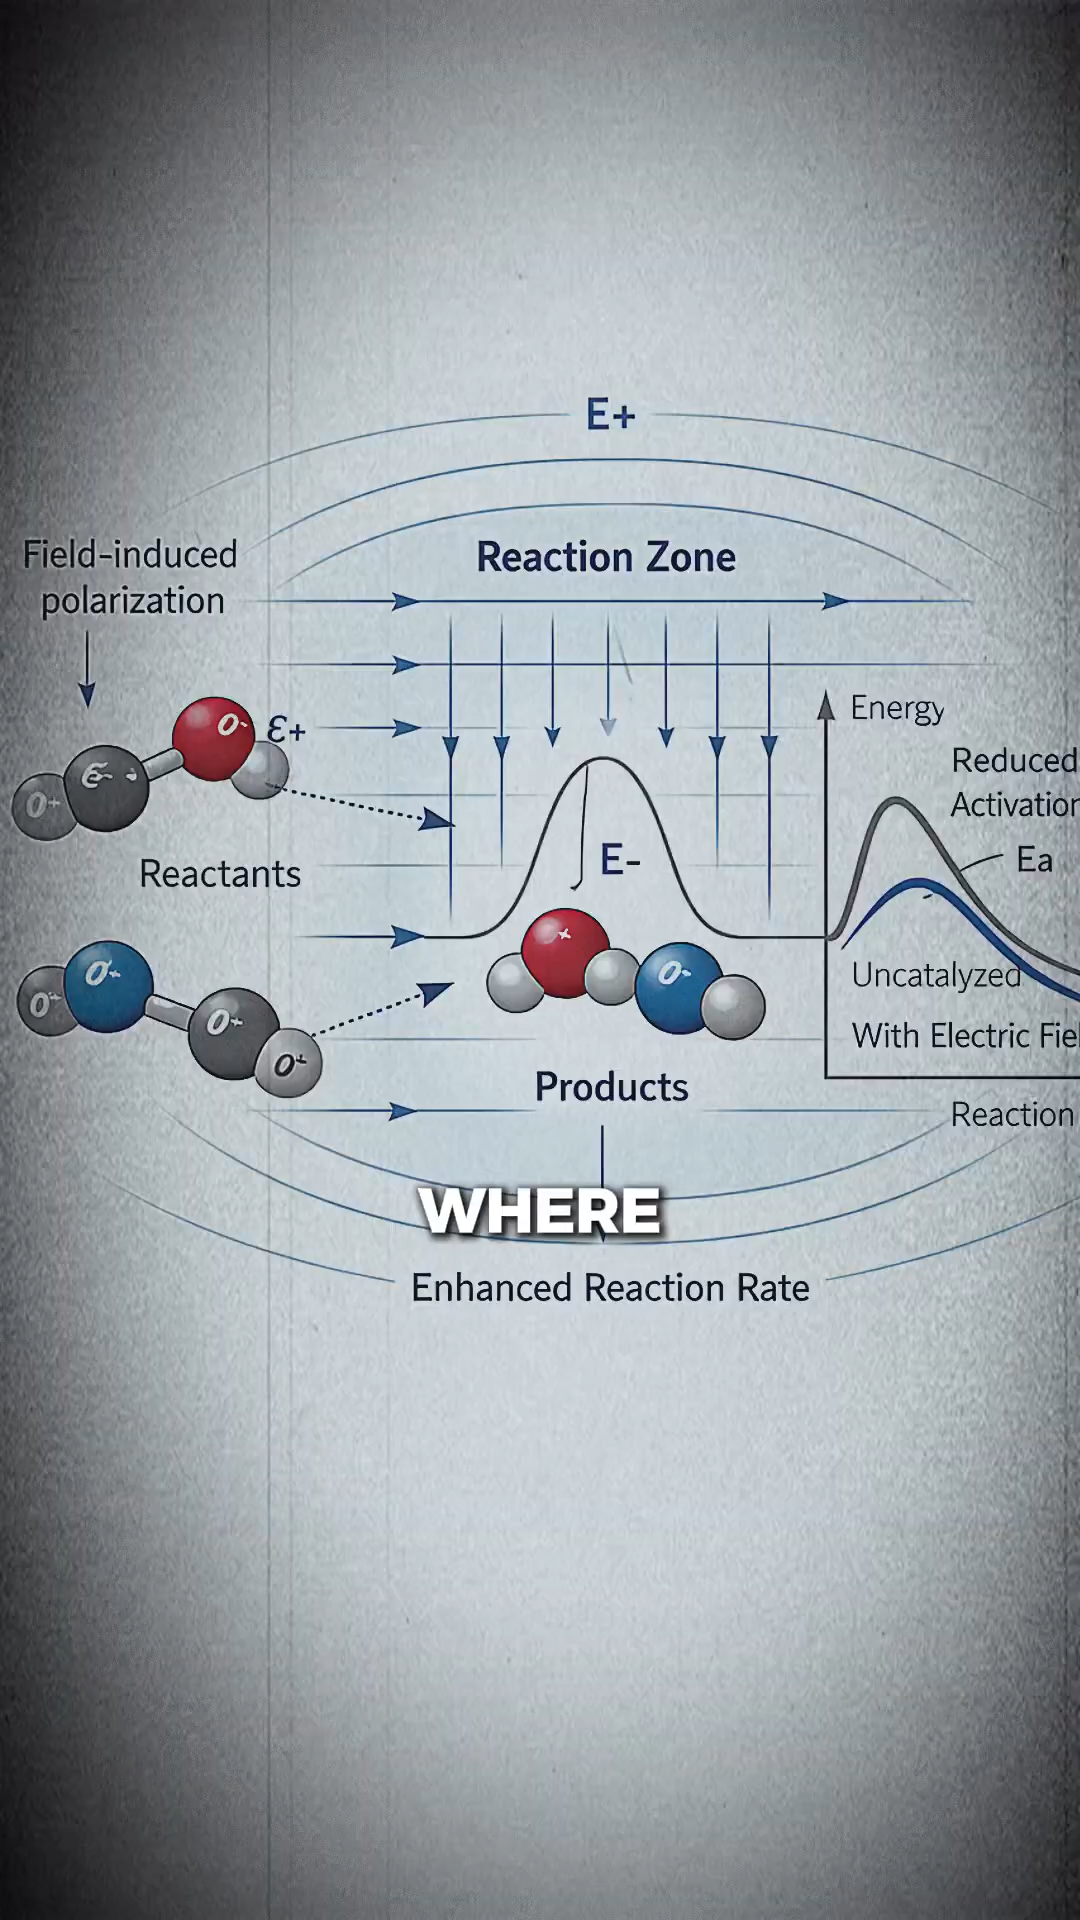 E+
Reaction Zone
Field-induced
polarization
Energy
O-
Ɛ+
Reduced
Activation
O+
Ea
E-
Reactants
+
O-
Uncatalyzed
O+
O+
With Electric Fie
Products
Reaction
WHERE
Enhanced Reaction Rate